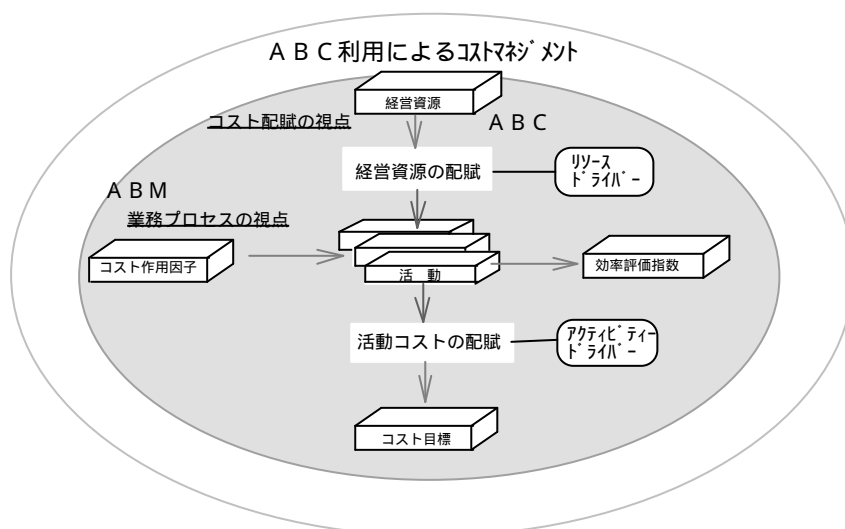 ＡＢＣ利用によるｺｽﾄﾏﾈｼﾞﾒﾝﾄ
経営資源
コスト配賦の視点
ＡＢＣ
経営資源の配賦
ﾘｿｰｽ
ﾄﾞﾗｲﾊﾞｰ
ＡＢＭ
業務プロセスの視点
コスト作用因子
活　動
効率評価指数
活動コストの配賦
ｱｸﾃｨﾋﾞﾃｨｰ
ﾄﾞﾗｲﾊﾞｰ
コスト目標